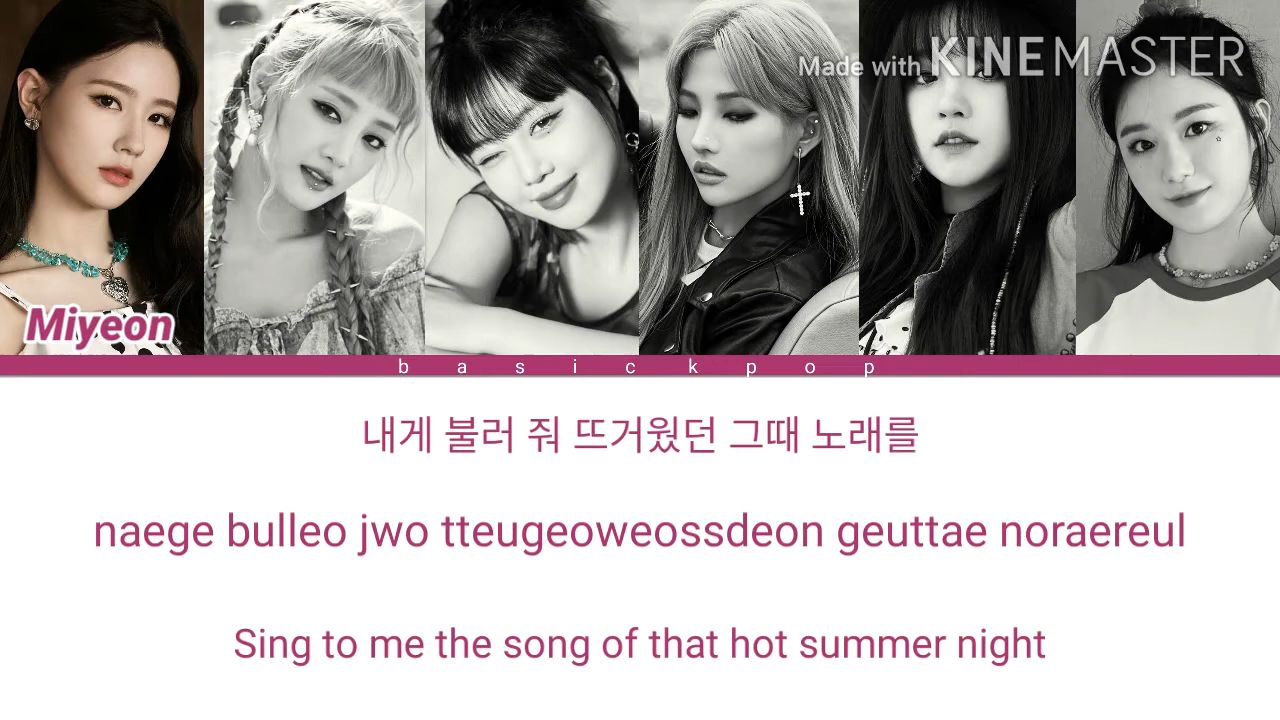 Made with KINEMASTER
Miyeon
basickpop
내게 불러 줘 뜨거웠던 그때 노래를
naege bulleo jwo tteugeoweossdeon geuttae noraereul
Sing to me the song of that hot summer night